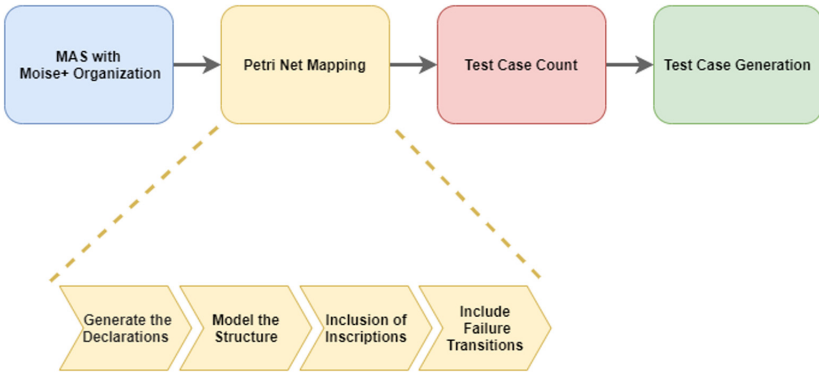 MAS with
Moise+ Organization
Petri Net Mapping
Test Case Count
Test Case Generation
Generate the
Declarations
Model the
Structure
Inclusion of
Inscriptions
Include
Failure
Transitions